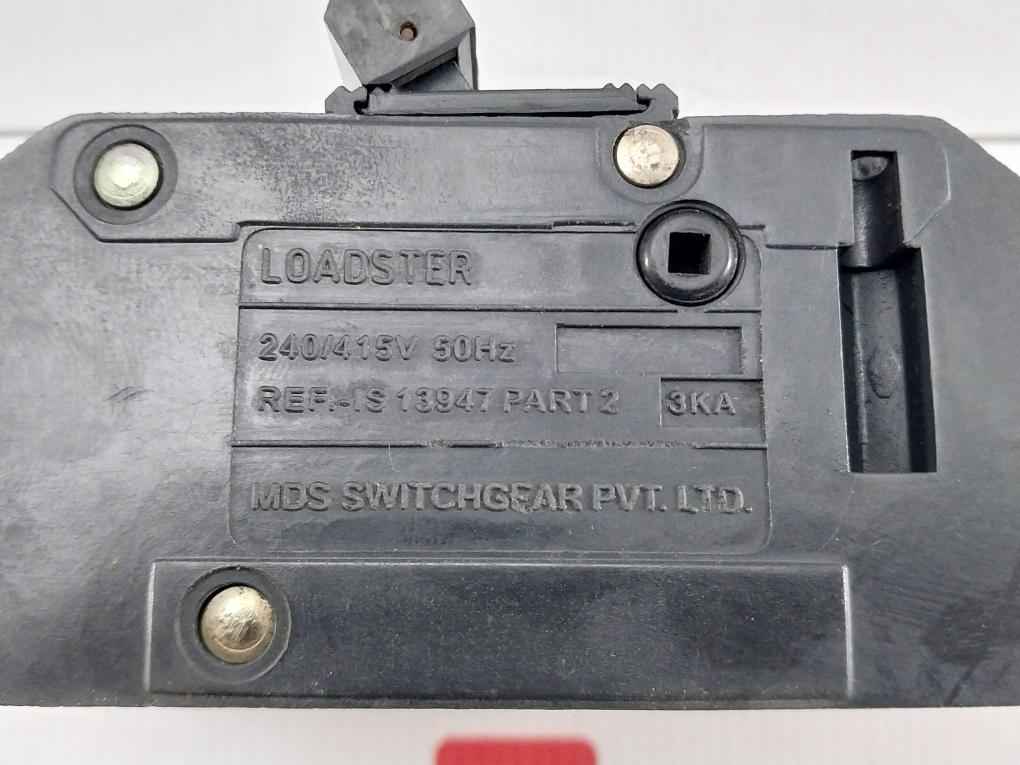 LOADSTER
240/415V 50Hz
REF:-IS 13947 PART 2 3KA
MDS SWITCHGEAR PVT. LTD.